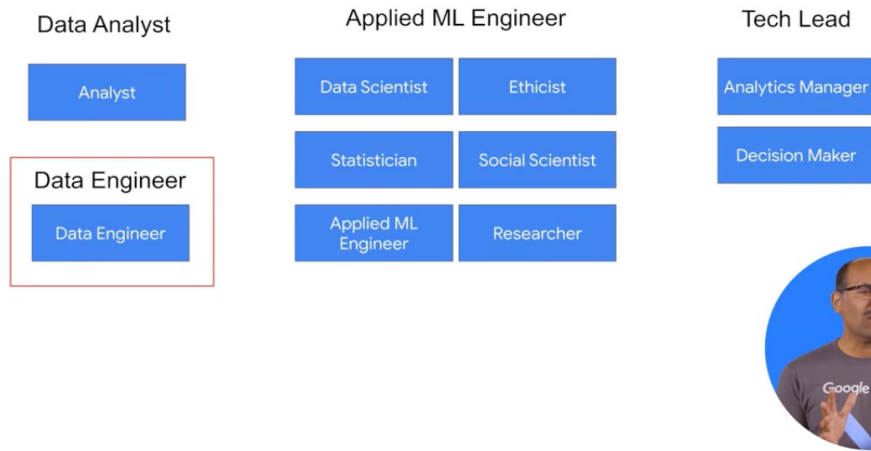 Data Analyst
Analyst
Data Engineer
Data Engineer
Applied ML Engineer
Data Scientist
Ethicist
Statistician
Social Scientist
Applied ML
Engineer
Researcher
Tech Lead
Analytics Manager
Decision Maker
Google